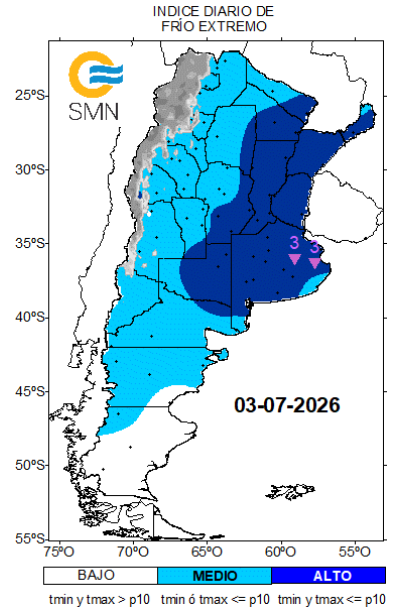 INDICE DIARIO DE
FRÍO EXTREMO
SMN
25°S
30°S
35°S
3 3
40°S
03-07-2026
45°S
50°S
55°S
75°O 70°O 65°O 60°O 55°O
BAJO MEDIO ALTO
tmin y tmax > p10 tmin ó tmax <= p10 tmin y tmax <= p10